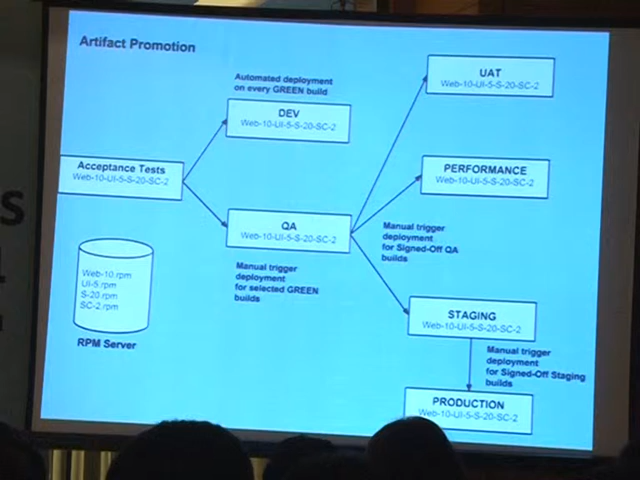 Artifact Promotion
Automated deployment
on every GREEN build
DEV
Web-10-UI-5-S-20-SC-2
UAT
Web-10-UI-5-S-20-SC-2
Acceptance Tests
Web-10-UI-5-S-20-SC-2
PERFORMANCE
Web-10-UI-5-S-20-SC-2
QA
Web-10-UI-5-S-20-SC-2
Manual trigger
deployment
for Signed-Off QA
builds
Manual trigger
deployment
for selected GREEN
builds
Web-10.rpm
UI-5.rpm
S-20.rpm
SC-2.rpm
RPM Server
STAGING
Web-10-UI-5-S-20-SC-2
Manual trigger
deployment
for Signed-Off Staging
builds
PRODUCTION
Web-10-UI-5-S-20-SC-2